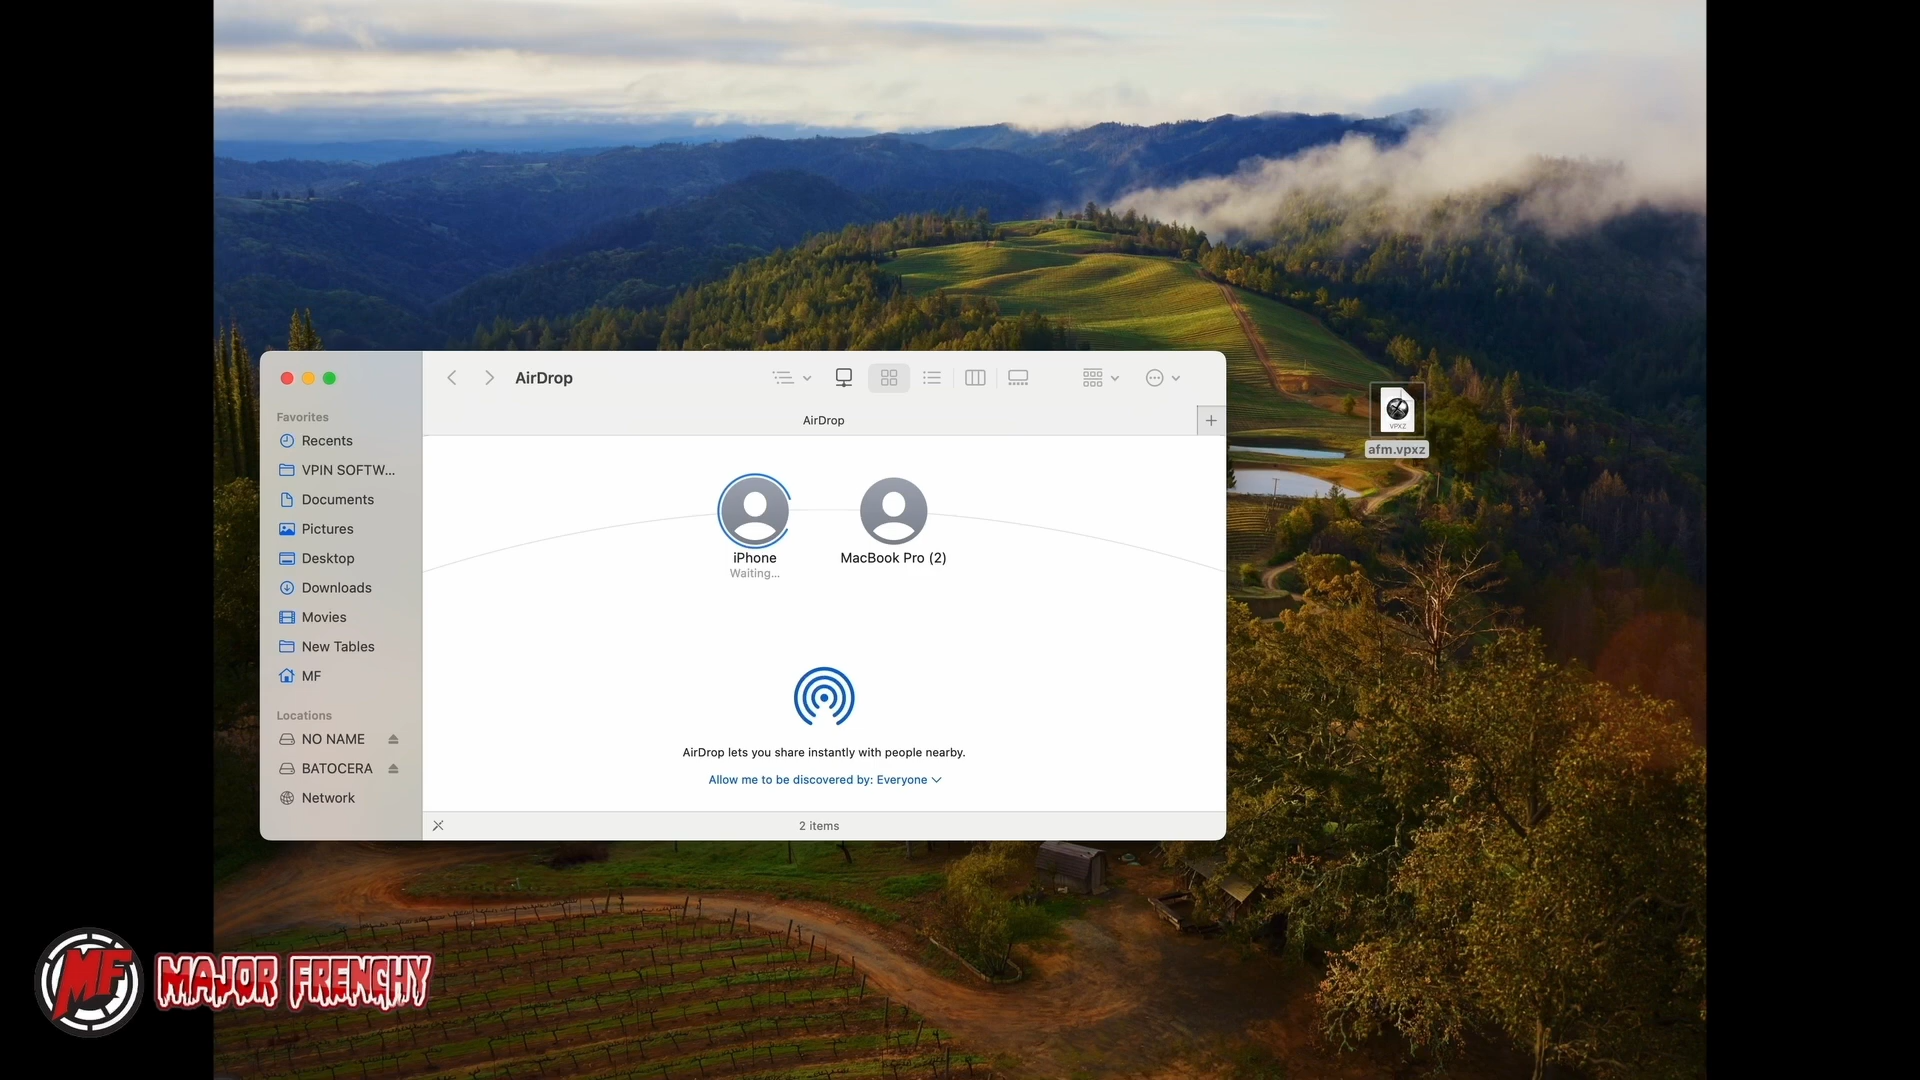 AirDrop
AirDrop
Favorites
Recents
VPIN SOFTW...
Documents
Pictures
Desktop
Downloads
Movies
New Tables
MF
Locations
NO NAME
BATOCERA
Network
iPhone
Waiting...
MacBook Pro (2)
AirDrop lets you share instantly with people nearby.
Allow me to be discovered by: Everyone
2 items
VPXZ
afm.vpxz
MF
MAJOR FRENCHY